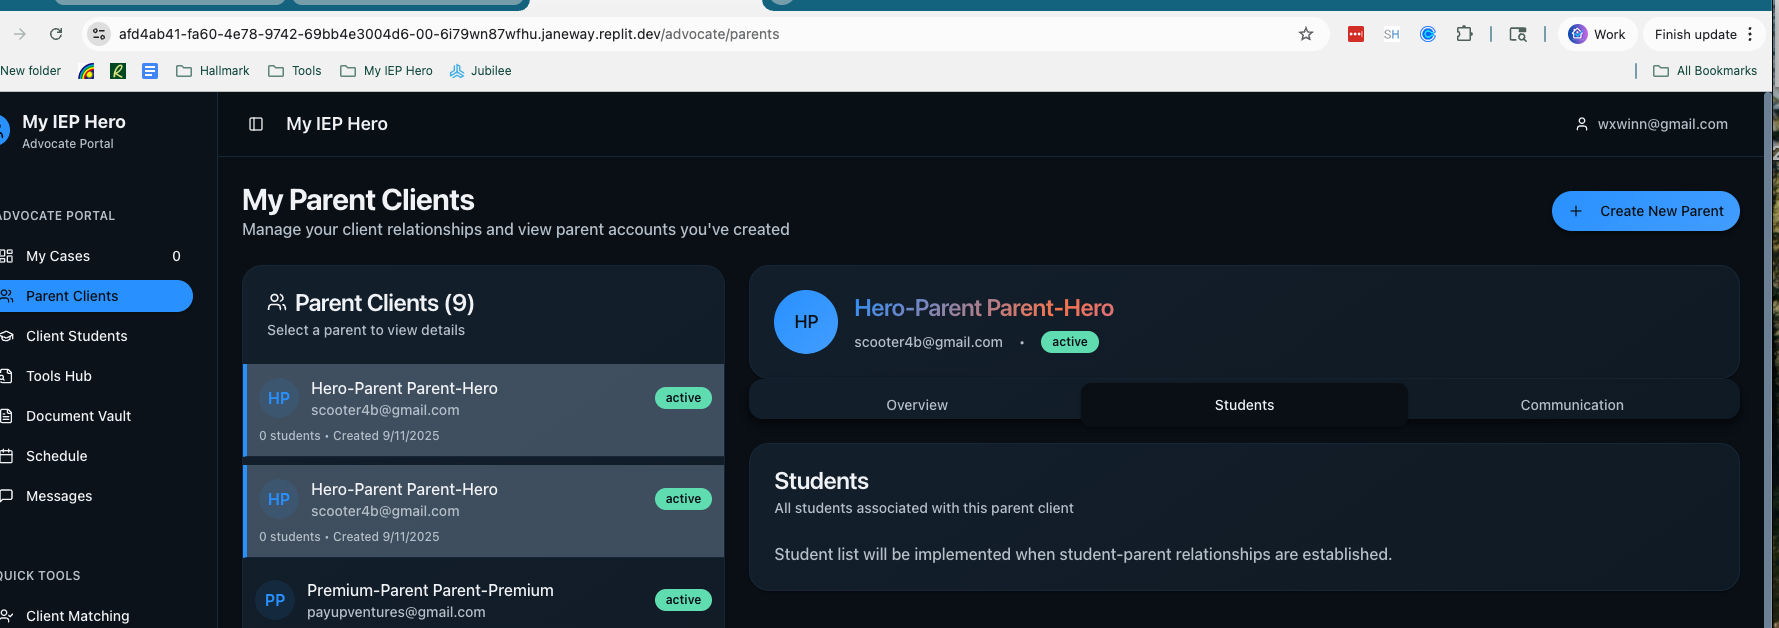 afd4ab41-fa60-4e78-9742-69bb4e3004d6-00-6i79wn87wfhu.janeway.replit.dev/advocate/parents
SH
Work
Finish update
New folder
Hallmark
Tools
My IEP Hero
Jubilee
All Bookmarks
My IEP Hero
Advocate Portal
ADVOCATE PORTAL
My Cases 0
Parent Clients
Client Students
Tools Hub
Document Vault
Schedule
Messages
QUICK TOOLS
Client Matching
My IEP Hero
wxwinn@gmail.com
My Parent Clients
Manage your client relationships and view parent accounts you've created
+ Create New Parent
Parent Clients (9)
Select a parent to view details
HP
Hero-Parent Parent-Hero
scooter4b@gmail.com
active
0 students • Created 9/11/2025
HP
Hero-Parent Parent-Hero
scooter4b@gmail.com
active
0 students • Created 9/11/2025
PP
Premium-Parent Parent-Premium
payupventures@gmail.com
active
HP
Hero-Parent Parent-Hero
scooter4b@gmail.com • active
Overview
Students
Communication
Students
All students associated with this parent client
Student list will be implemented when student-parent relationships are established.